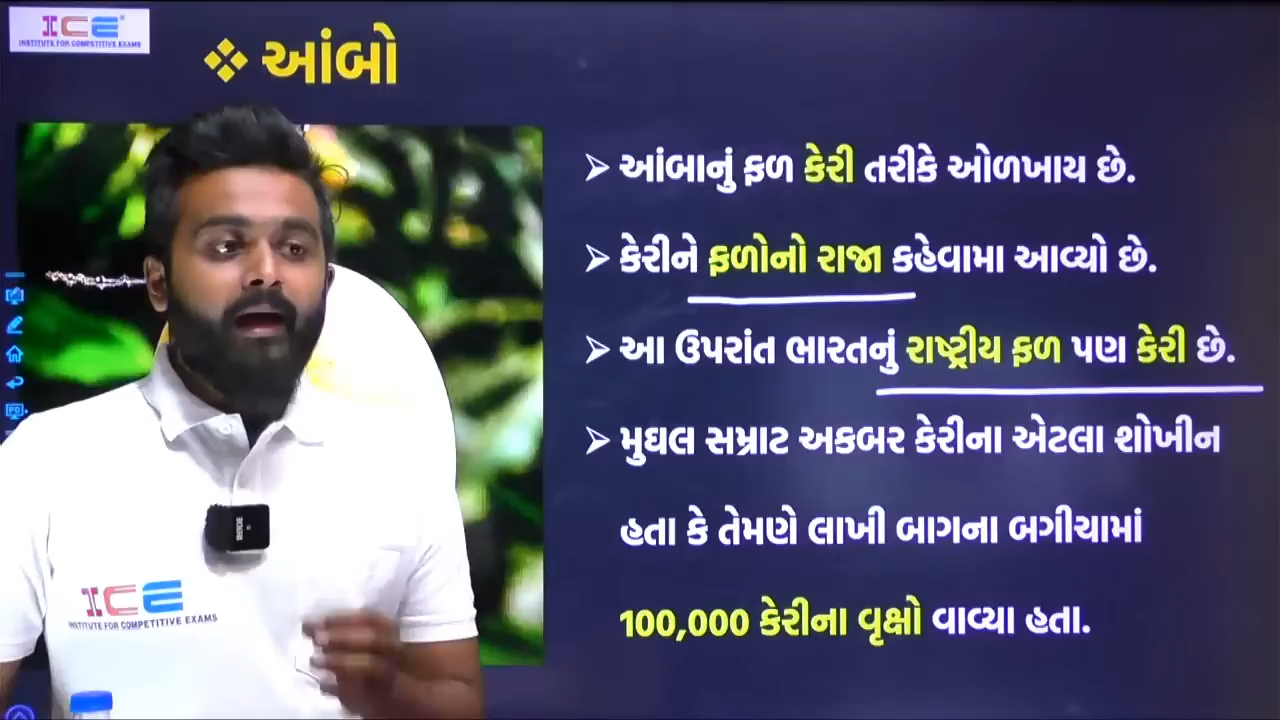 ICE
INSTITUTE FOR COMPETITIVE EXAMS
❖ આંબો
➢ આંબાનું ફળ કેરી તરીકે ઓળખાય છે.
➢ કેરીને ફળોનો રાજા કહેવામા આવ્યો છે.
➢ આ ઉપરાંત ભારતનું રાષ્ટ્રીય ફળ પણ કેરી છે.
➢ મુઘલ સમ્રાટ અકબર કેરીના એટલા શોખીન
હતા કે તેમણે લાખી બાગના બગીચામાં
100,000 કેરીના વૃક્ષો વાવ્યા હતા.
RODE
ICE
INSTITUTE FOR COMPETITIVE EXAMS